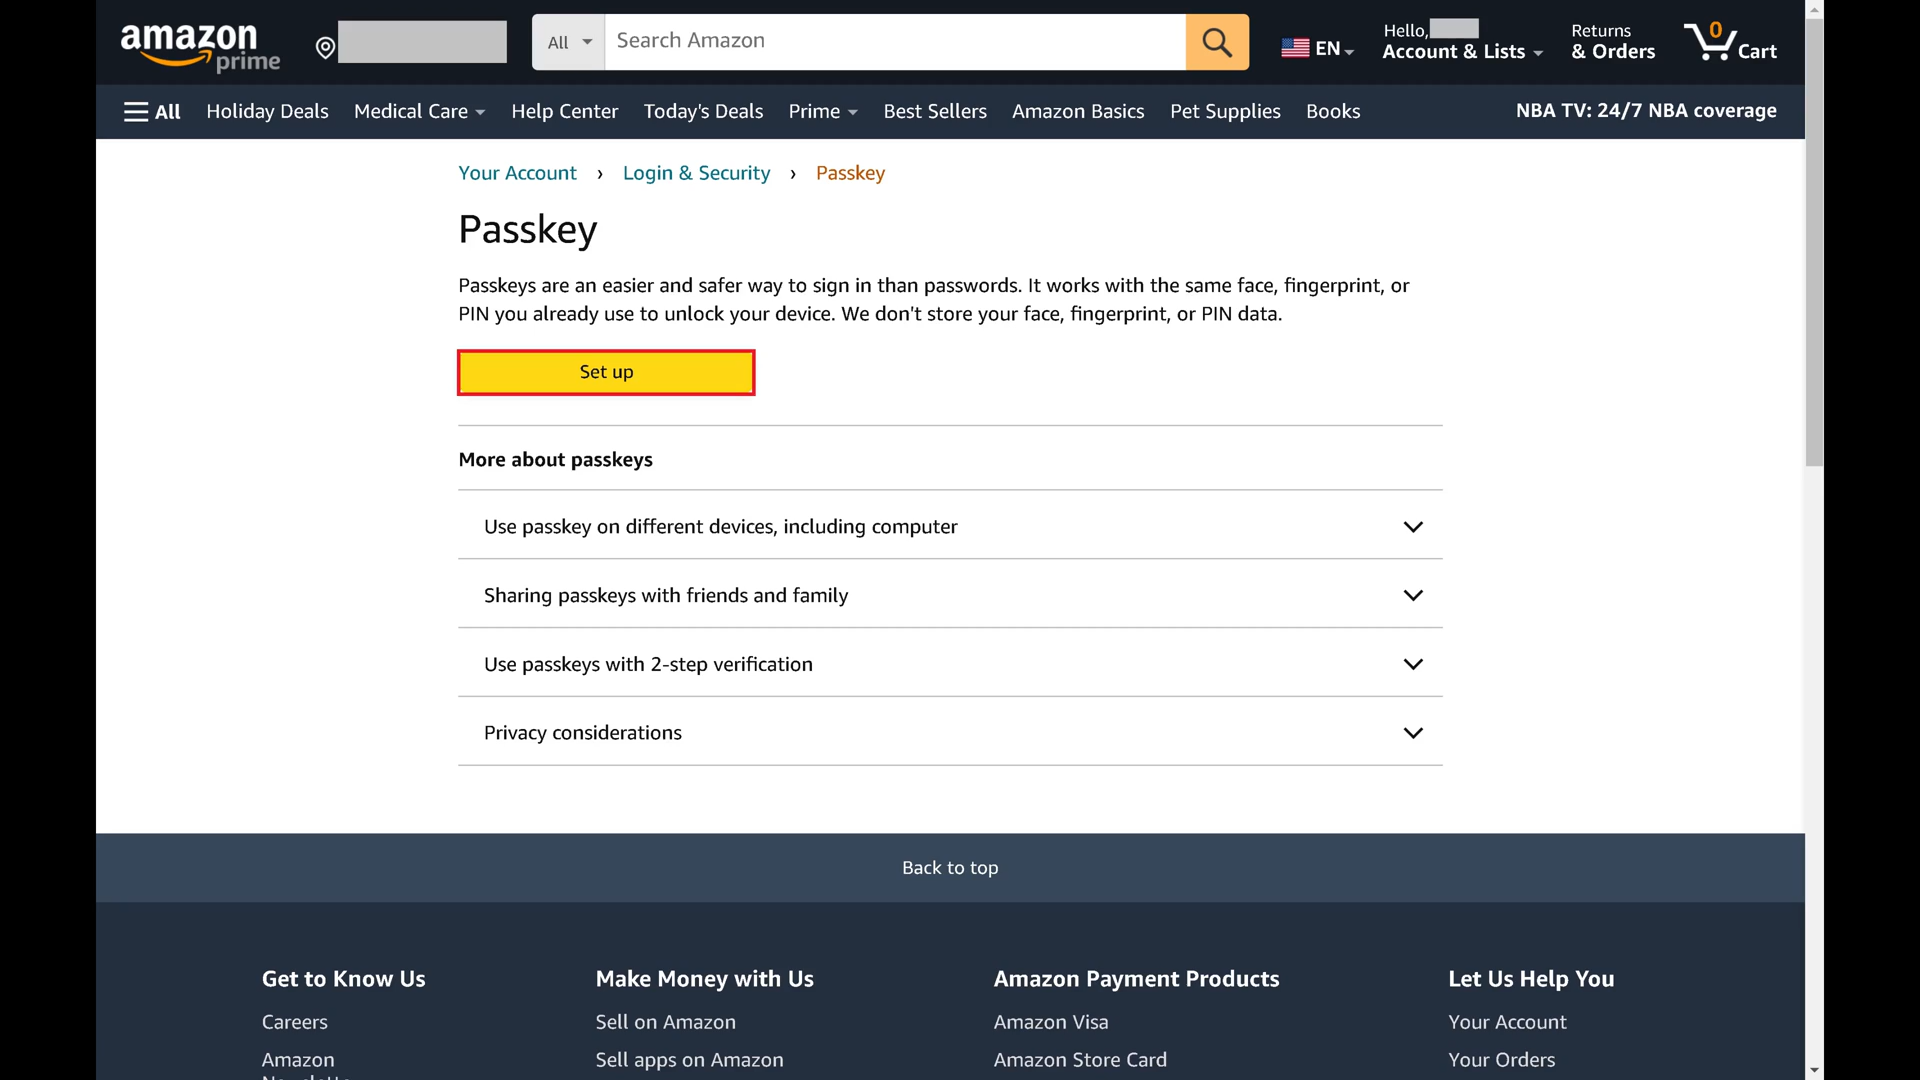 amazon
prime
All
Search Amazon
EN
Hello,
Account & Lists
Returns
& Orders
0
Cart
All
Holiday Deals
Medical Care
Help Center
Today's Deals
Prime
Best Sellers
Amazon Basics
Pet Supplies
Books
NBA TV: 24/7 NBA coverage
Your Account › Login & Security › Passkey
Passkey
Passkeys are an easier and safer way to sign in than passwords. It works with the same face, fingerprint, or
PIN you already use to unlock your device. We don't store your face, fingerprint, or PIN data.
Set up
More about passkeys
Use passkey on different devices, including computer
Sharing passkeys with friends and family
Use passkeys with 2-step verification
Privacy considerations
Back to top
Get to Know Us
Careers
Amazon
Make Money with Us
Sell on Amazon
Sell apps on Amazon
Amazon Payment Products
Amazon Visa
Amazon Store Card
Let Us Help You
Your Account
Your Orders